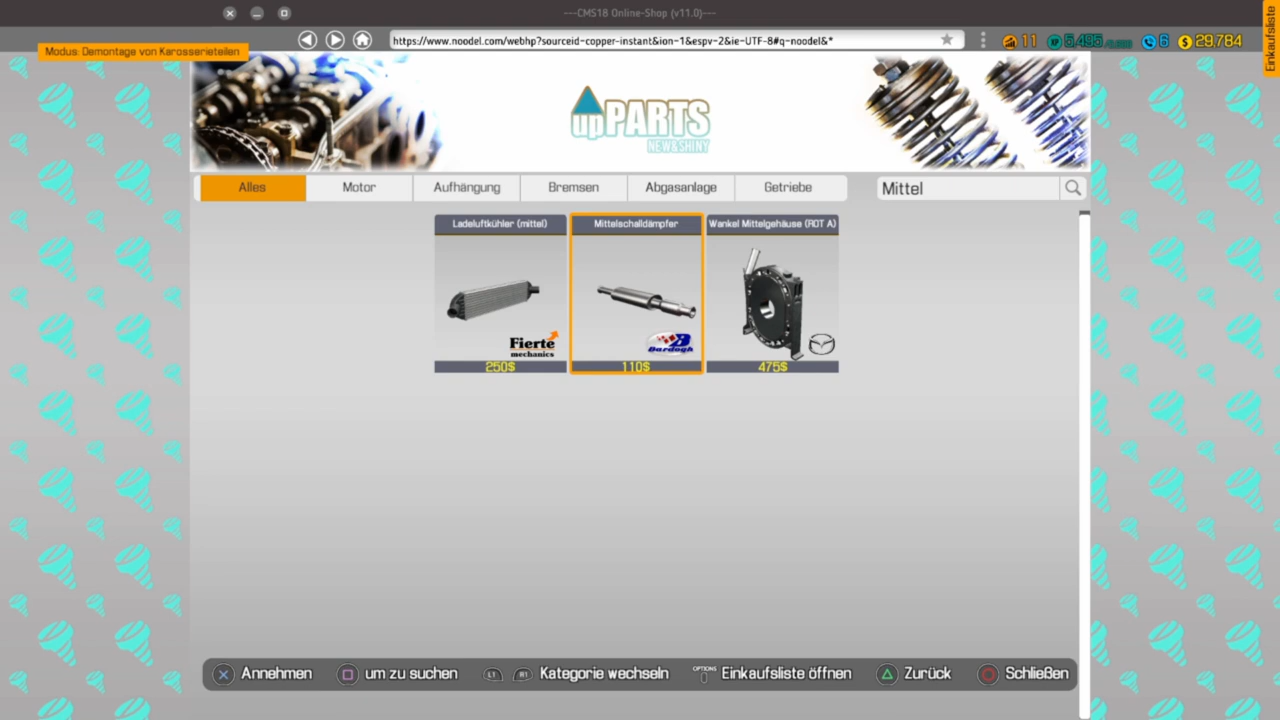 ---CMS18 Online-Shop (v11.0)---
Einkaufsliste
https://www.noodel.com/webhp?sourceid-copper-instant&ion-1&espv-2&ie-UTF-8#q-noodel&*
11
5,495
6
$ 29,784
Modus: Demontage von Karosserieteilen
upPARTS
NEW&SHINY
Alles
Motor
Aufhängung
Bremsen
Abgasanlage
Getriebe
Mittel
Ladeluftkühler (mittel)
Mittelschalldämpfer
Wankel Mittelgehäuse (ROT A)
Fierte
mechanics
Bardogh
250$
110$
475$
Annehmen
um zu suchen
L1
R1
Kategorie wechseln
OPTIONS
Einkaufsliste öffnen
Zurück
Schließen